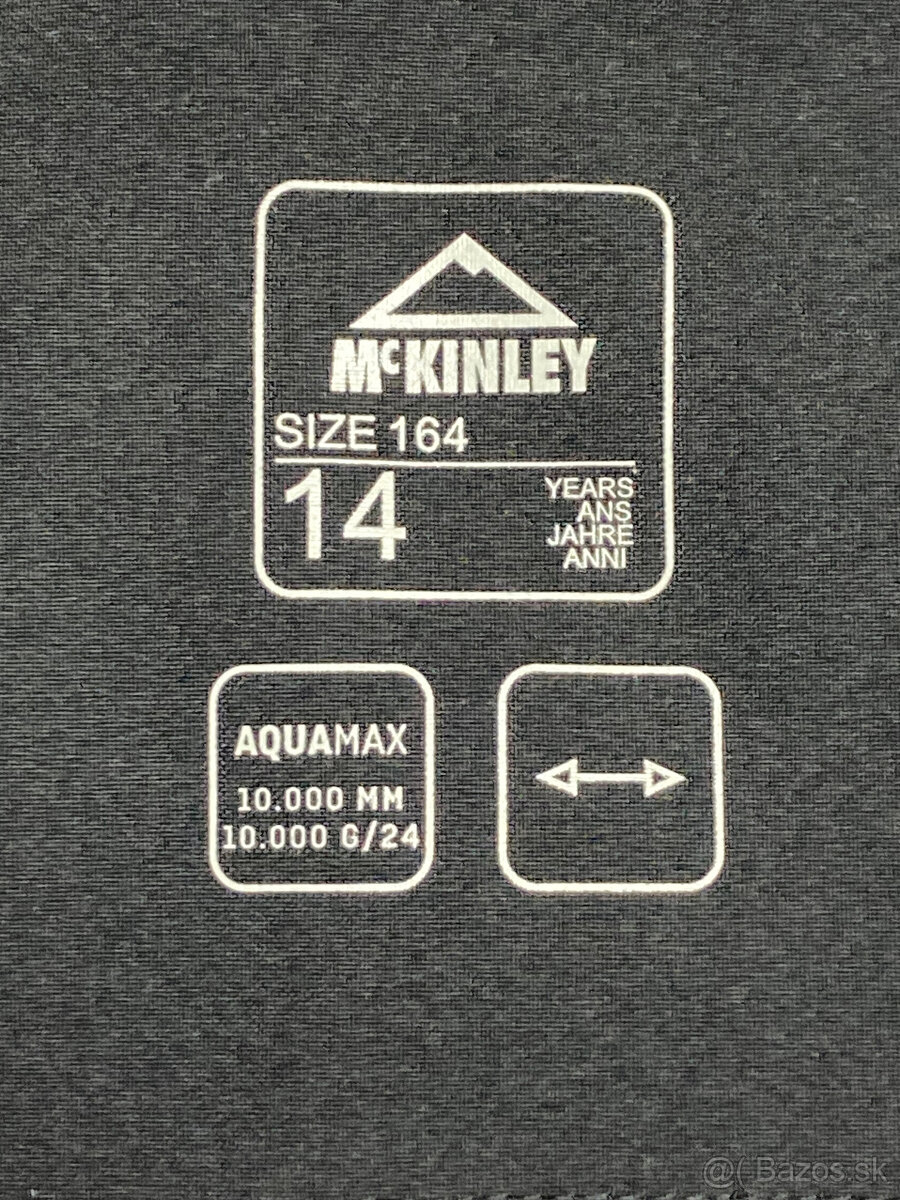 McKINLEY
SIZE 164
14
YEARS
ANS
JAHRE
ANNI
AQUAMAX
10.000 MM
10.000 G/24
@( Bazos.sk